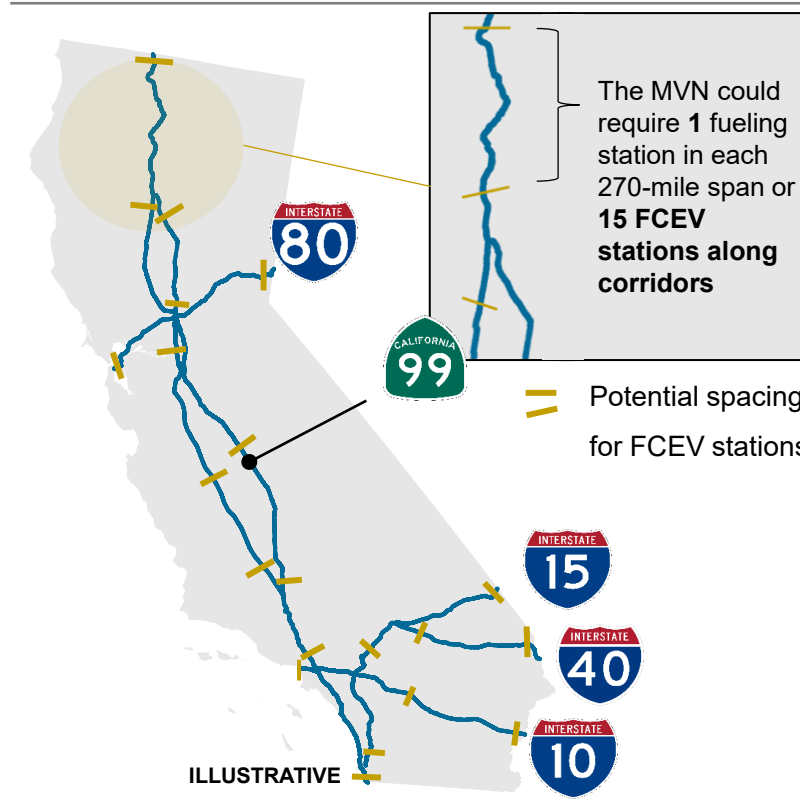 The MVN could
require 1 fueling
station in each
270-mile span or
15 FCEV
stations along
corridors
INTERSTATE
80
CALIFORNIA
99
Potential spacing
for FCEV stations
INTERSTATE
15
INTERSTATE
40
INTERSTATE
10
ILLUSTRATIVE